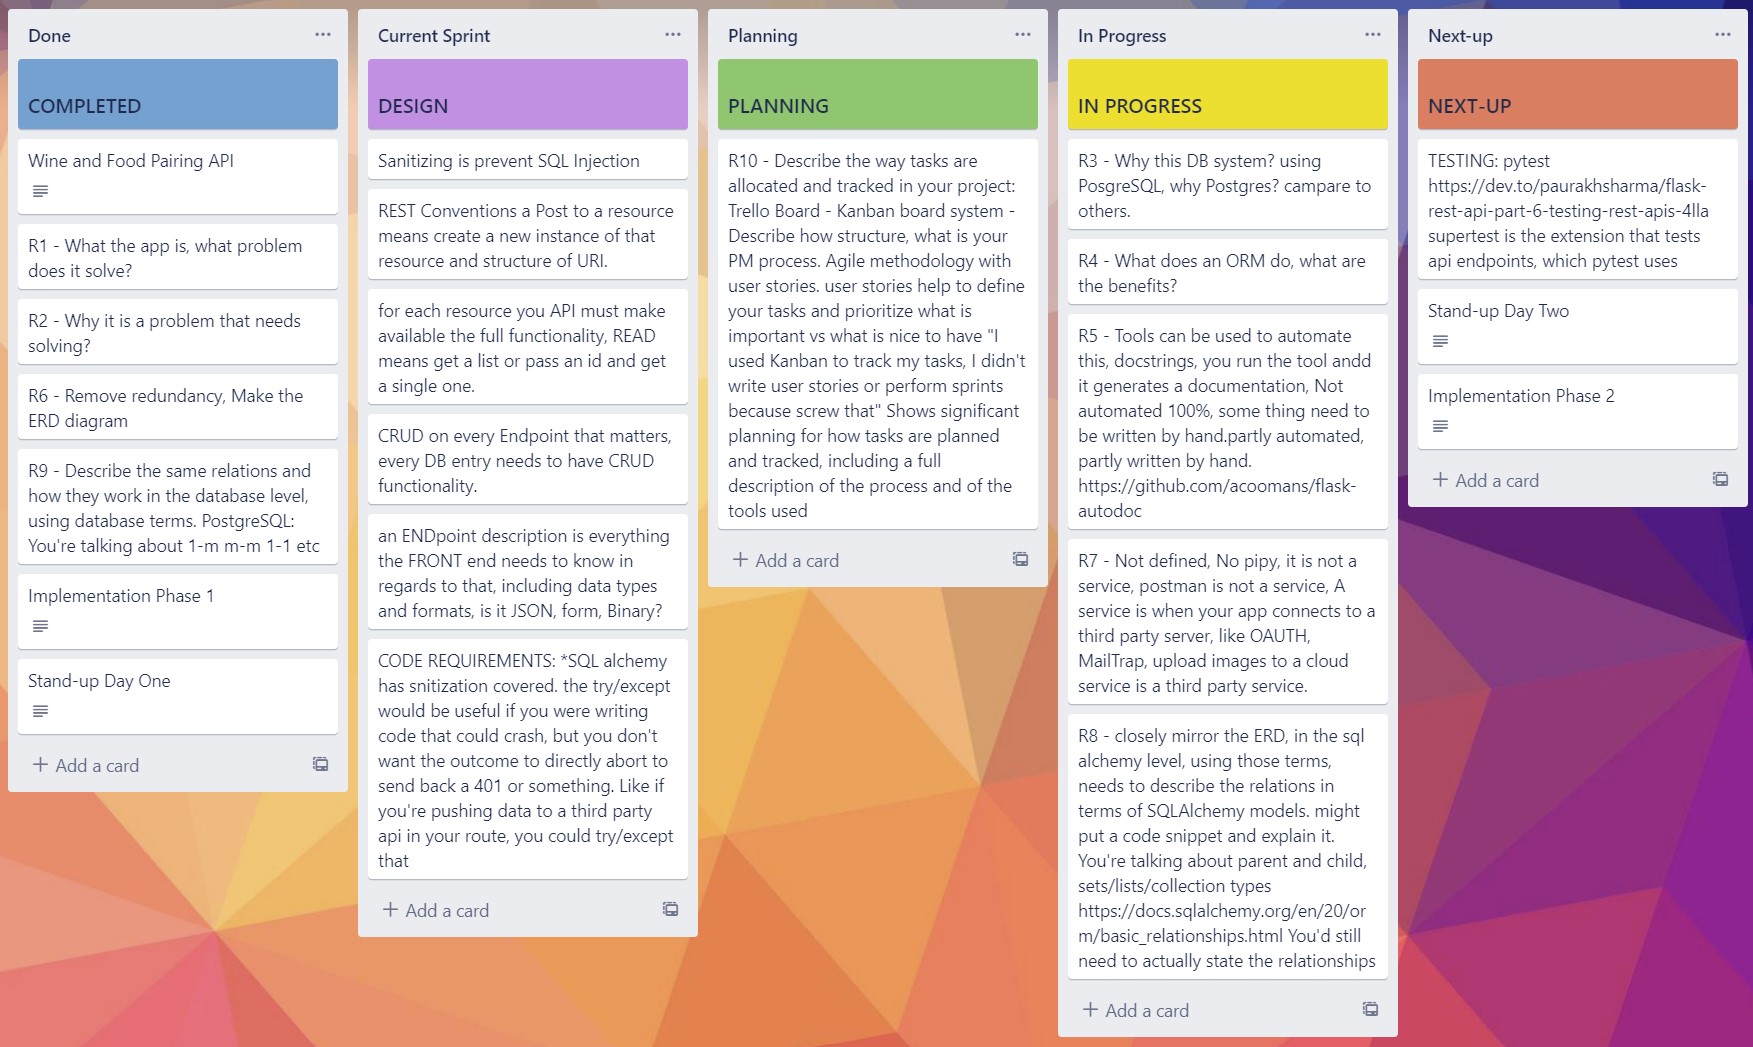 Done
COMPLETED
Wine and Food Pairing API
R1 - What the app is, what problem
does it solve?
R2 - Why it is a problem that needs
solving?
R6 - Remove redundancy, Make the
ERD diagram
R9 - Describe the same relations and
how they work in the database level,
using database terms. PostgreSQL:
You're talking about 1-m m-m 1-1 etc
Implementation Phase 1
Stand-up Day One
+ Add a card
Current Sprint
DESIGN
Sanitizing is prevent SQL Injection
REST Conventions a Post to a resource
means create a new instance of that
resource and structure of URI.
for each resource you API must make
available the full functionality, READ
means get a list or pass an id and get
a single one.
CRUD on every Endpoint that matters,
every DB entry needs to have CRUD
functionality.
an ENDpoint description is everything
the FRONT end needs to know in
regards to that, including data types
and formats, is it JSON, form, Binary?
CODE REQUIREMENTS: *SQL alchemy
has snitization covered. the try/except
would be useful if you were writing
code that could crash, but you don't
want the outcome to directly abort to
send back a 401 or something. Like if
you're pushing data to a third party
api in your route, you could try/except
that
+ Add a card
Planning
PLANNING
R10 - Describe the way tasks are
allocated and tracked in your project:
Trello Board - Kanban board system -
Describe how structure, what is your
PM process. Agile methodology with
user stories. user stories help to define
your tasks and prioritize what is
important vs what is nice to have "I
used Kanban to track my tasks, I didn't
write user stories or perform sprints
because screw that" Shows significant
planning for how tasks are planned
and tracked, including a full
description of the process and of the
tools used
+ Add a card
In Progress
IN PROGRESS
R3 - Why this DB system? using
PosgreSQL, why Postgres? campare to
others.
R4 - What does an ORM do, what are
the benefits?
R5 - Tools can be used to automate
this, docstrings, you run the tool andd
it generates a documentation, Not
automated 100%, some thing need to
be written by hand.partly automated,
partly written by hand.
https://github.com/acoomans/flask-
autodoc
R7 - Not defined, No pipy, it is not a
service, postman is not a service, A
service is when your app connects to a
third party server, like OAUTH,
MailTrap, upload images to a cloud
service is a third party service.
R8 - closely mirror the ERD, in the sql
alchemy level, using those terms,
needs to describe the relations in
terms of SQLAlchemy models. might
put a code snippet and explain it.
You're talking about parent and child,
sets/lists/collection types
https://docs.sqlalchemy.org/en/20/or
m/basic_relationships.html You'd still
need to actually state the relationships
+ Add a card
Next-up
NEXT-UP
TESTING: pytest
https://dev.to/paurakhsharma/flask-
rest-api-part-6-testing-rest-apis-4lla
supertest is the extension that tests
api endpoints, which pytest uses
Stand-up Day Two
Implementation Phase 2
+ Add a card